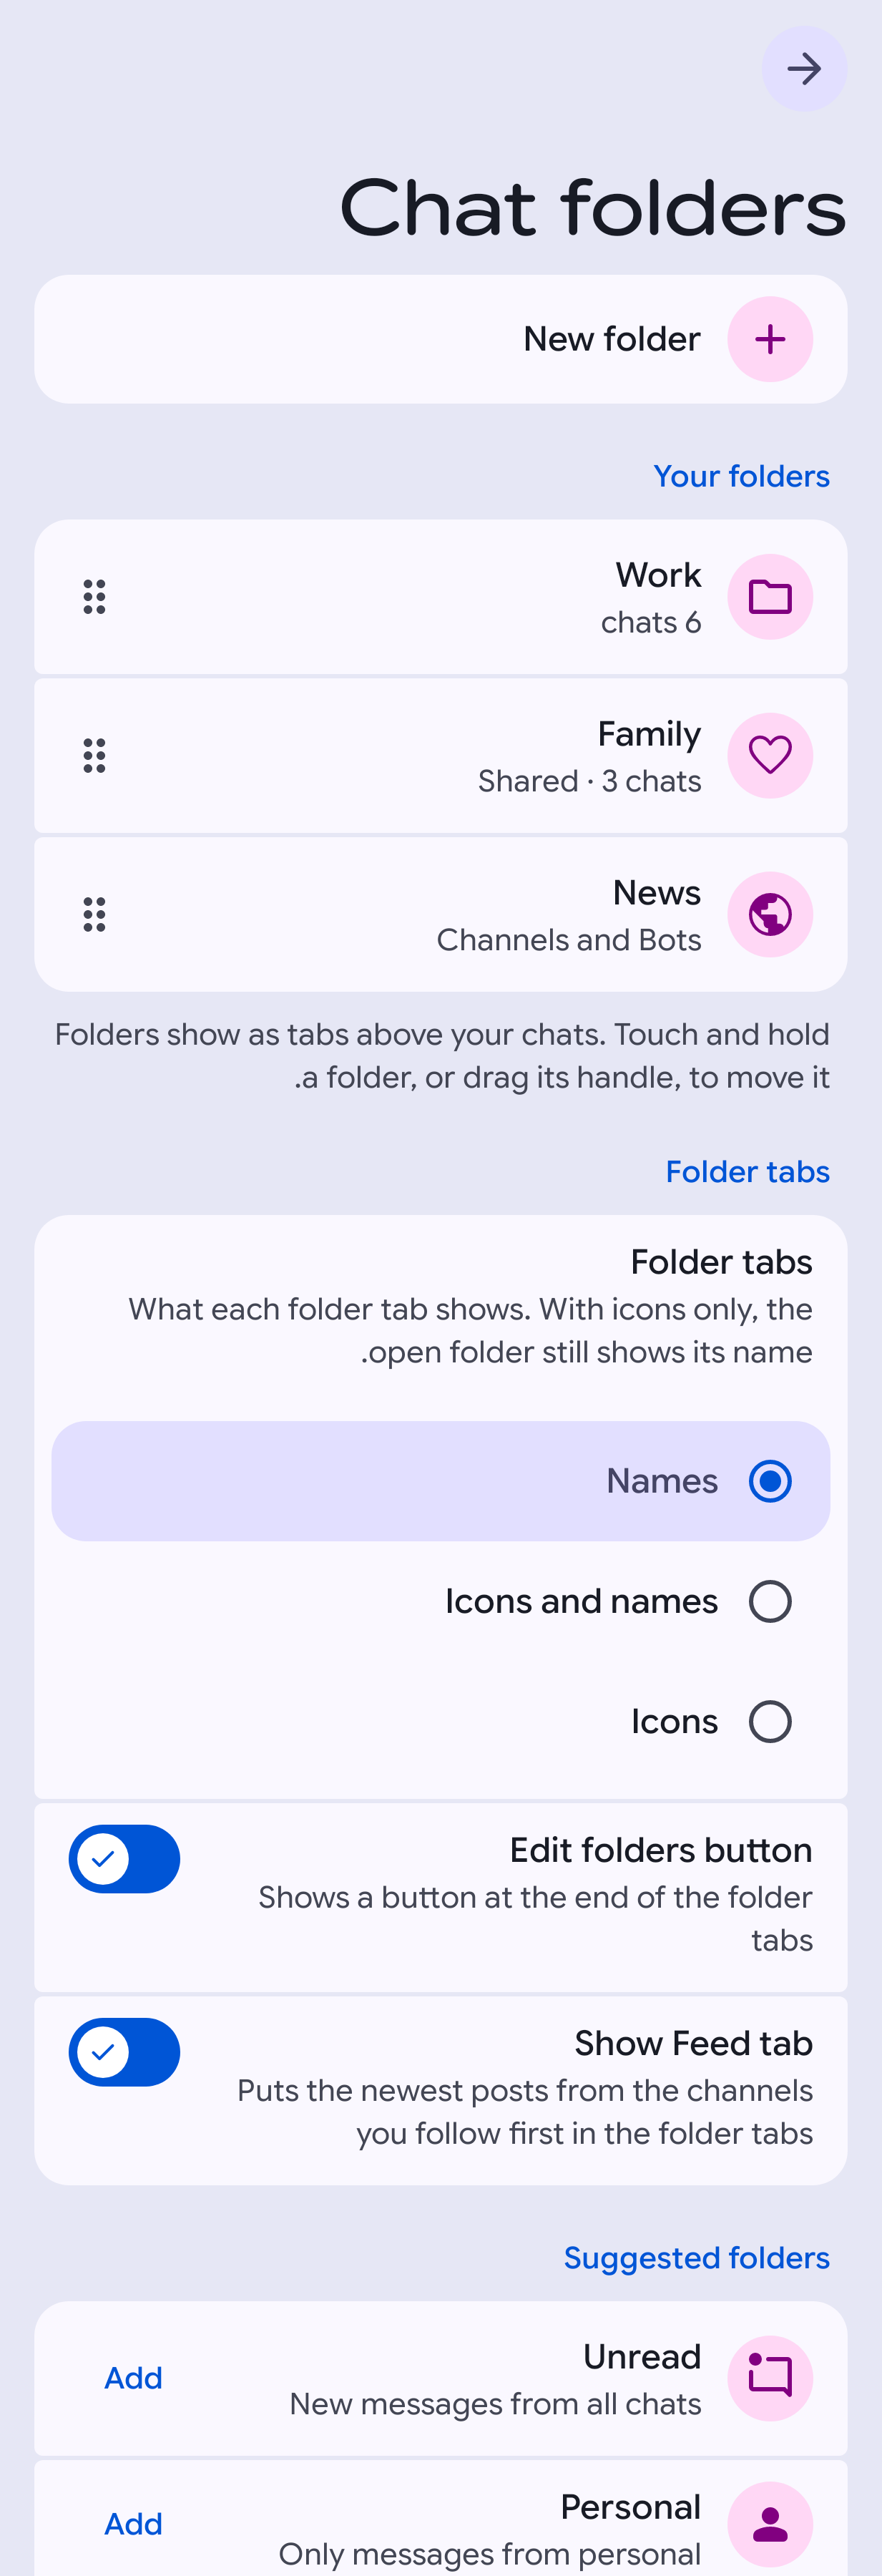 Chat folders
New folder
Your folders
Work
chats 6
Family
Shared · 3 chats
News
Channels and Bots
Folders show as tabs above your chats. Touch and hold
.a folder, or drag its handle, to move it
Folder tabs
Folder tabs
What each folder tab shows. With icons only, the
.open folder still shows its name
Names
Icons and names
Icons
Edit folders button
Shows a button at the end of the folder
tabs
Show Feed tab
Puts the newest posts from the channels
you follow first in the folder tabs
Suggested folders
Unread
New messages from all chats
Add
Personal
Only messages from personal
Add